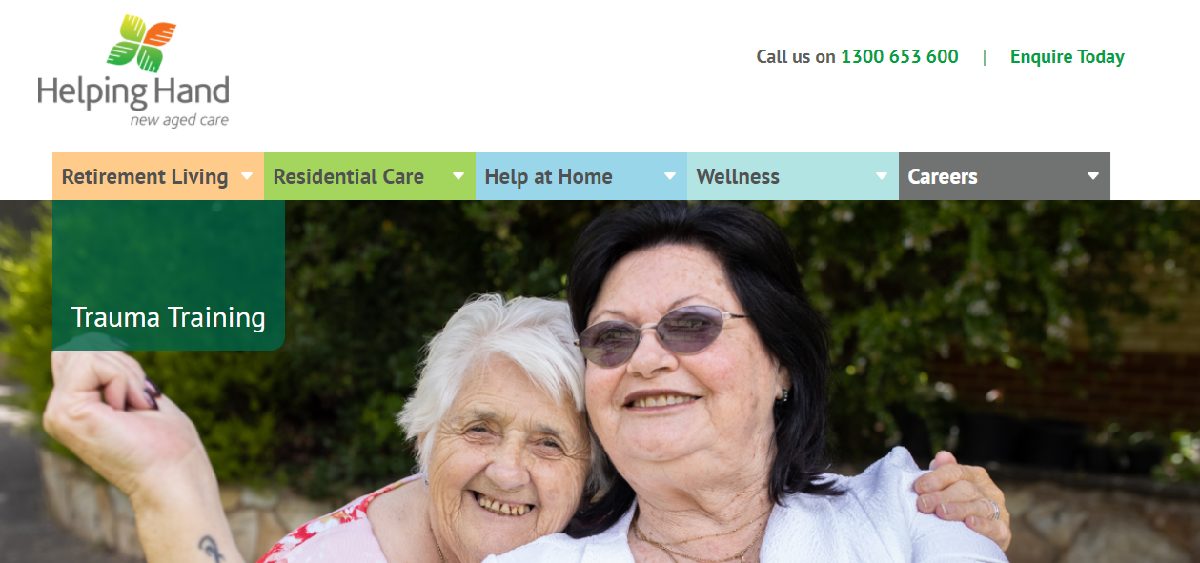 Helping Hand
new aged care
Call us on 1300 653 600 | Enquire Today
Retirement Living
Residential Care
Help at Home
Wellness
Careers
Trauma Training